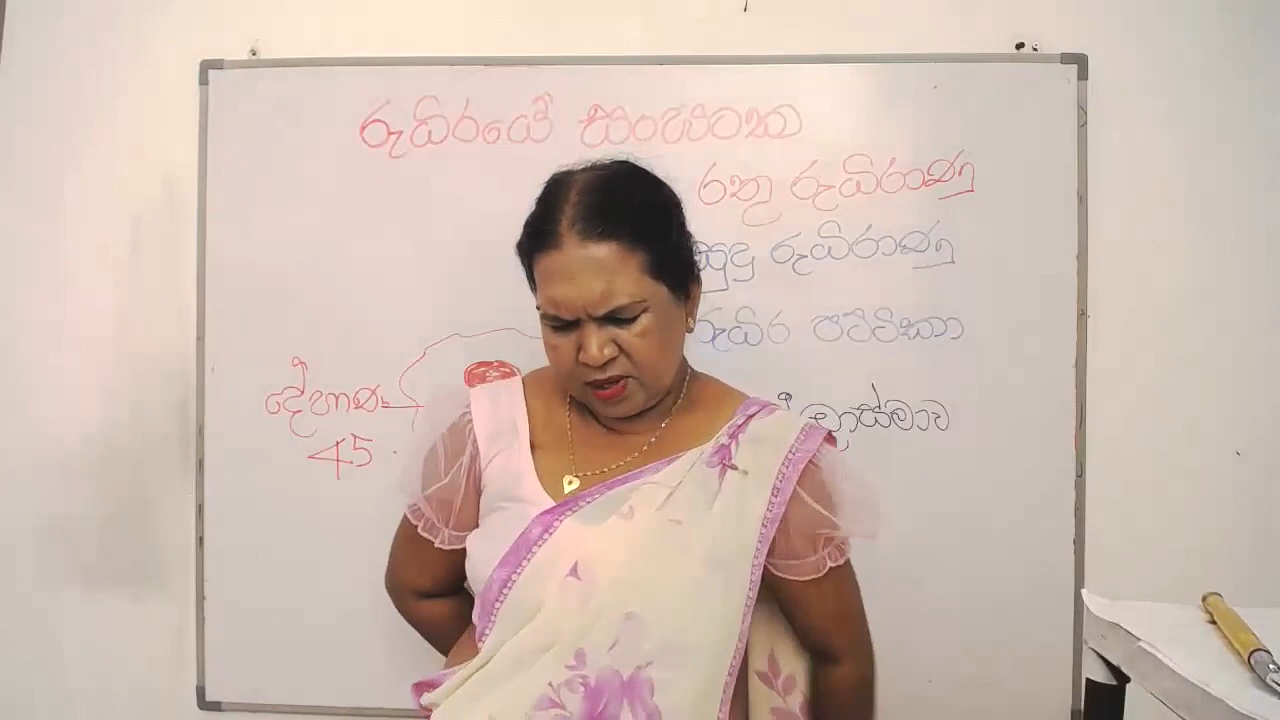 රුධිරයේ සංඝටක
රතු රුධිරාණු
සුදු රුධිරාණු
රුධිර පට්ටිකා
දේහාණු
45